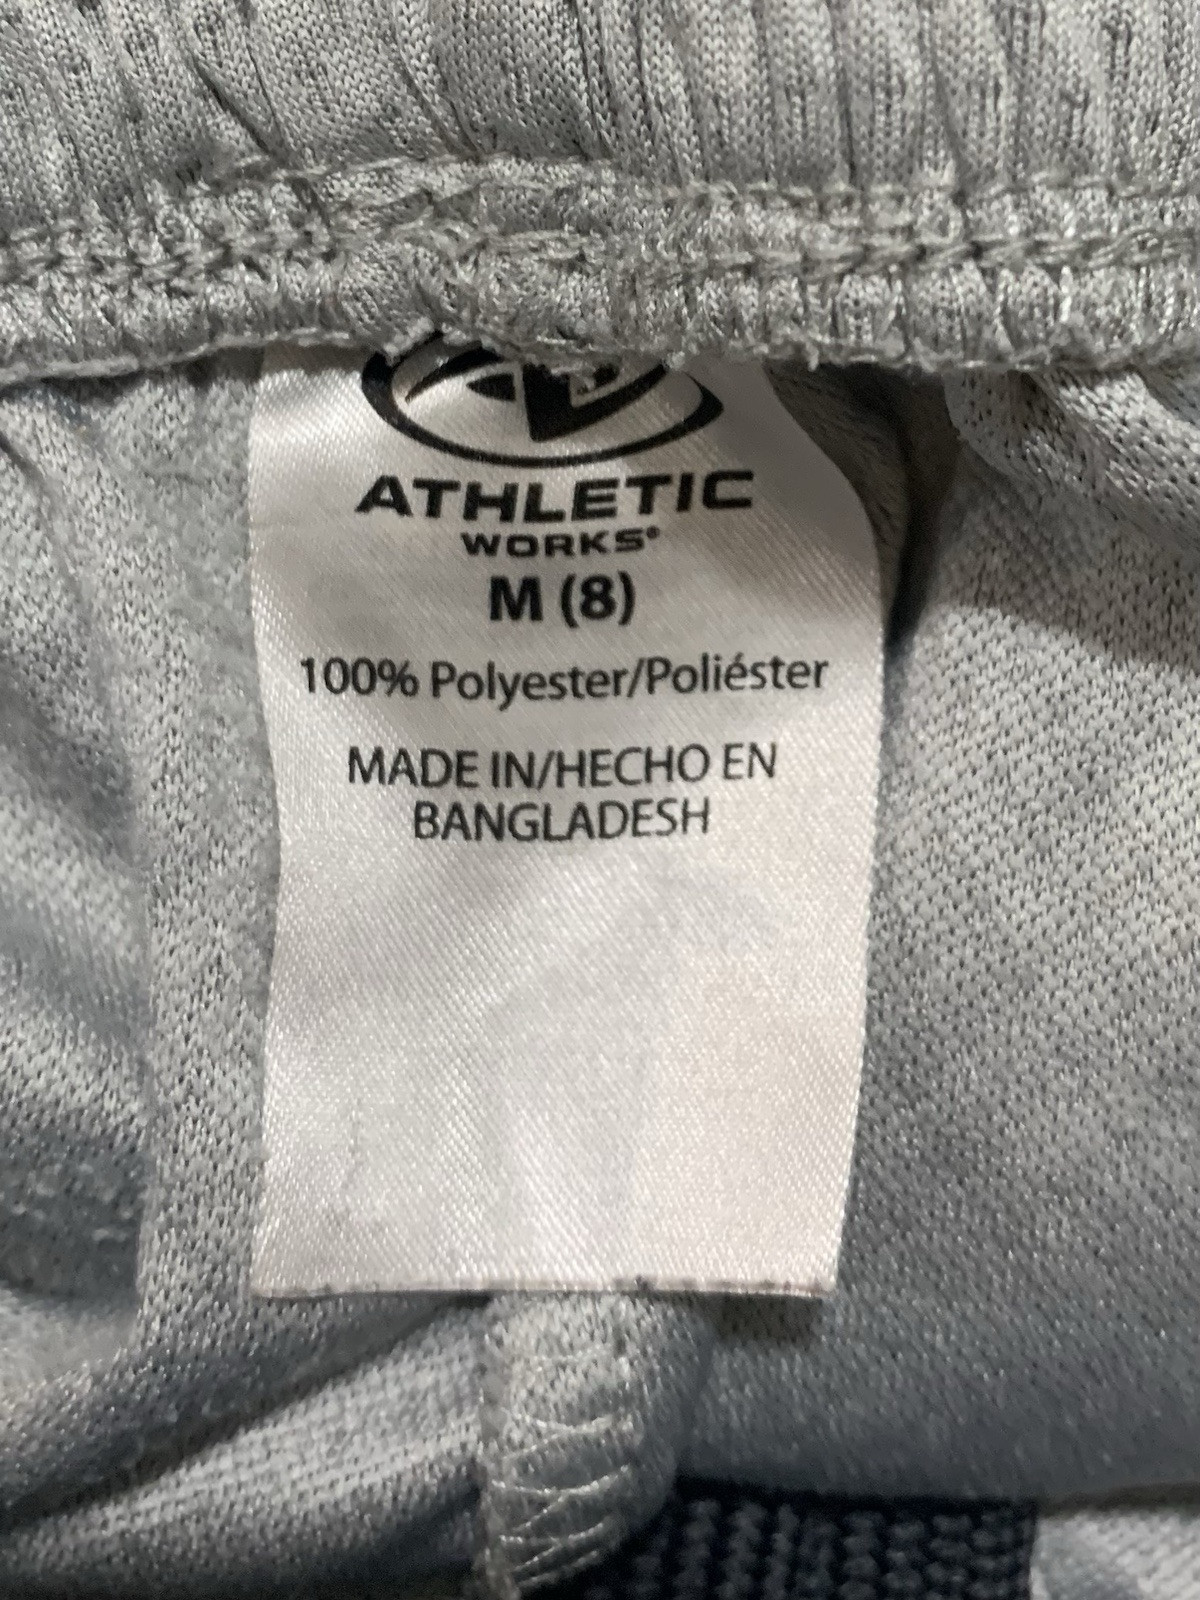 ATHLETIC
WORKS®
M (8)
100% Polyester/Poliéster
MADE IN/HECHO EN
BANGLADESH